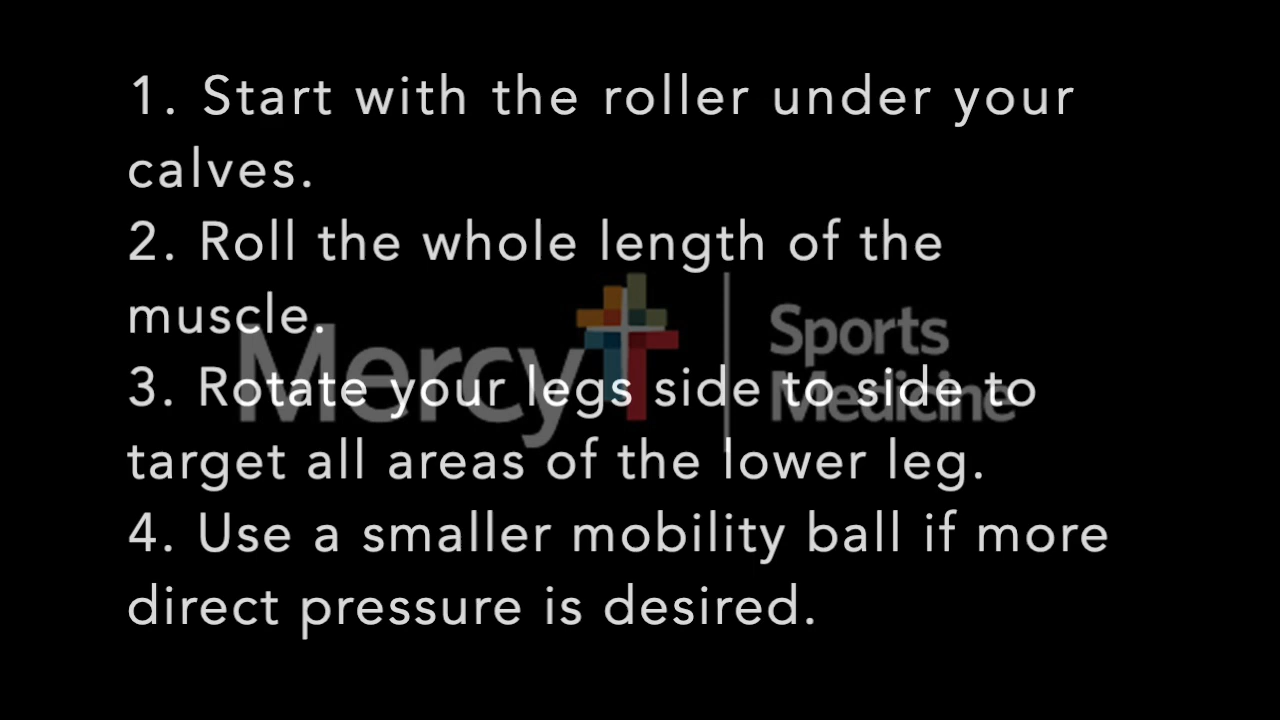 1. Start with the roller under your
calves.
2. Roll the whole length of the
muscle.
3. Rotate your legs side to side to
target all areas of the lower leg.
4. Use a smaller mobility ball if more
direct pressure is desired.
Mercy
Sports
Medicine